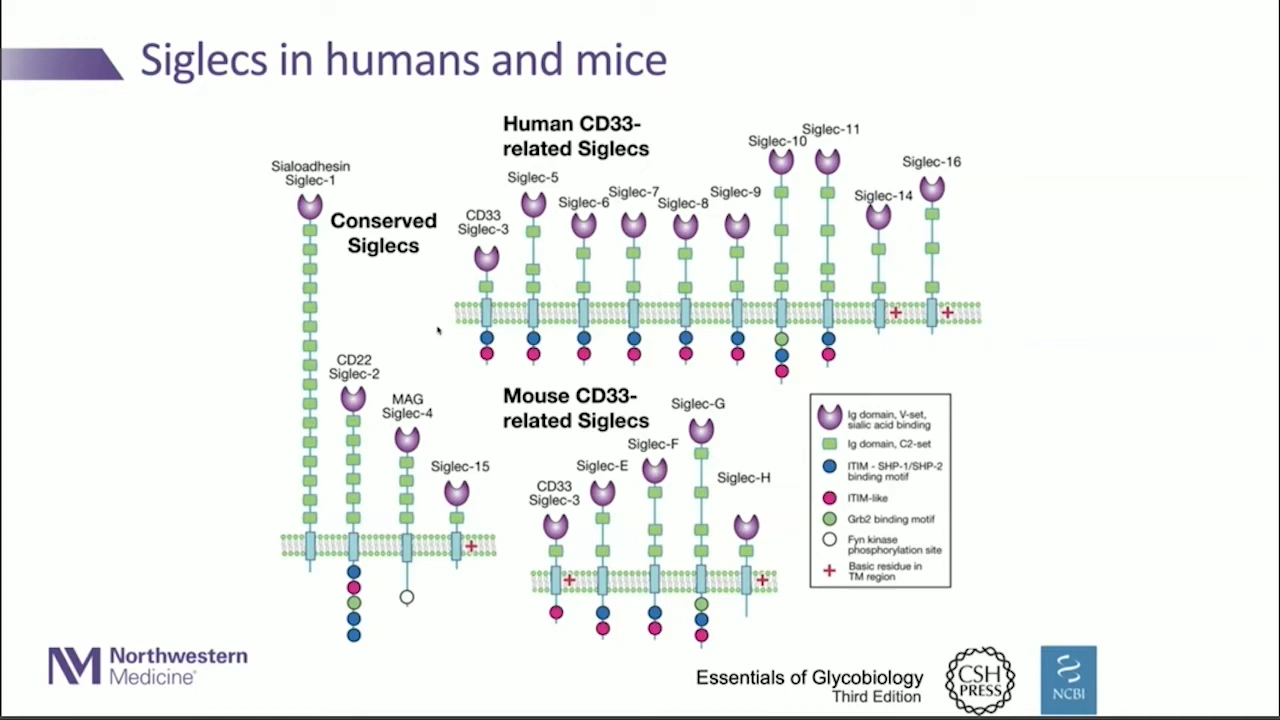 Siglecs in humans and mice
Human CD33-
related Siglecs
Sialoadhesin
Siglec-1
Conserved
Siglecs
CD33
Siglec-3
Siglec-5
Siglec-6
Siglec-7
Siglec-8
Siglec-9
Siglec-10
Siglec-11
Siglec-14
Siglec-16
+
+
CD22
Siglec-2
MAG
Siglec-4
Siglec-15
+
Mouse CD33-
related Siglecs
CD33
Siglec-3
Siglec-E
Siglec-F
Siglec-G
Siglec-H
+
+
Ig domain, V-set,
sialic acid binding
Ig domain, C2-set
ITIM - SHP-1/SHP-2
binding motif
ITIM-like
Grb2 binding motif
Fyn kinase
phosphorylation site
+ Basic residue in
TM region
NM Northwestern
Medicine®
Essentials of Glycobiology
Third Edition
CSH
PRESS
NCBI